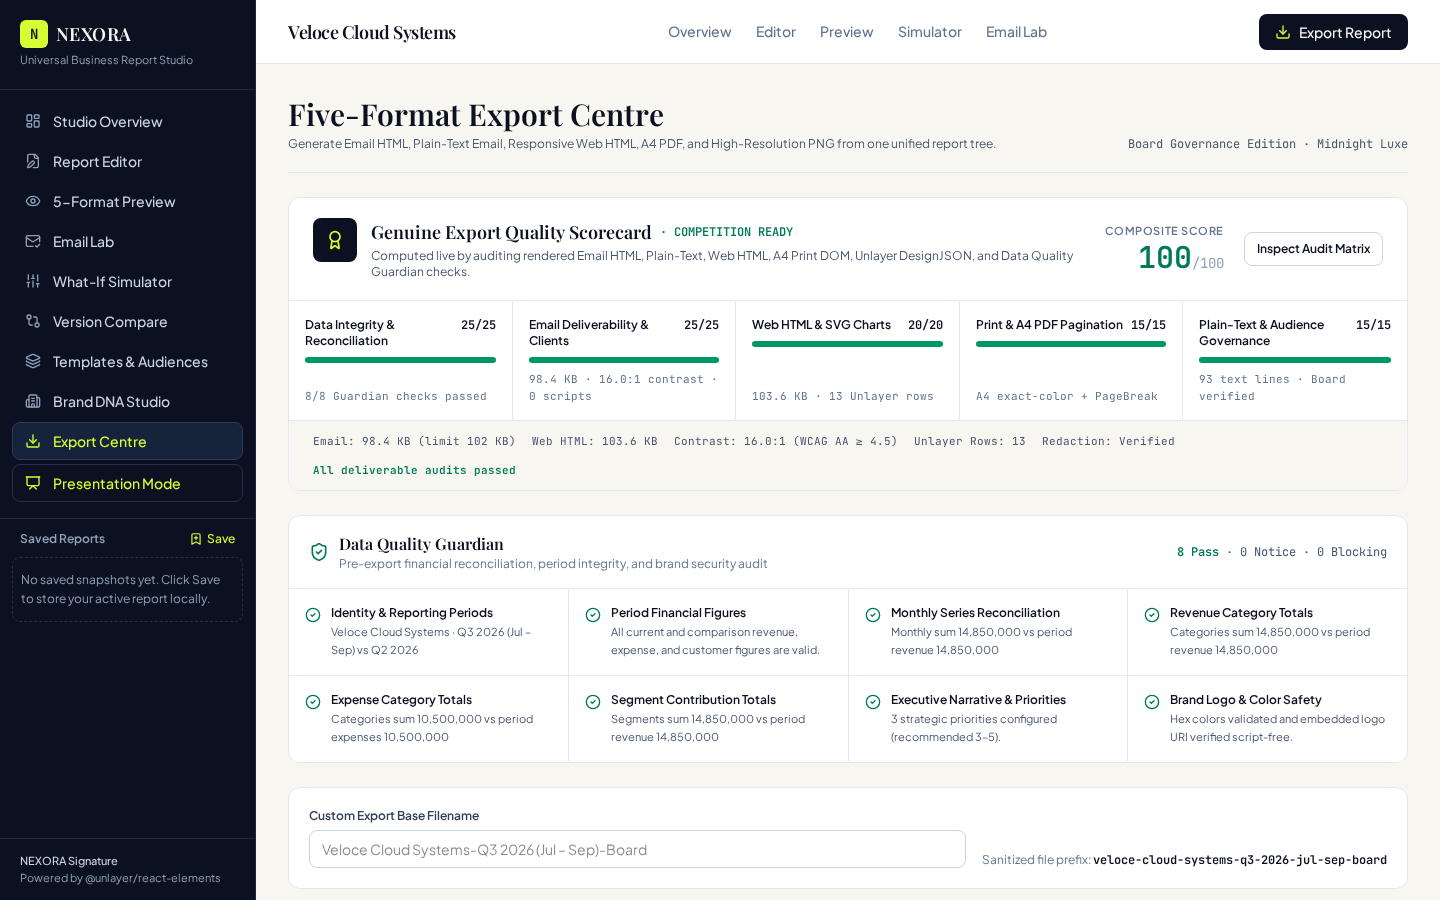 N NEXORA
Universal Business Report Studio
Studio Overview
Report Editor
5-Format Preview
Email Lab
What-If Simulator
Version Compare
Templates & Audiences
Brand DNA Studio
Export Centre
Presentation Mode
Saved Reports
Save
No saved snapshots yet. Click Save
to store your active report locally.
NEXORA Signature
Powered by @unlayer/react-elements
Veloce Cloud Systems
Overview
Editor
Preview
Simulator
Email Lab
Export Report
Five-Format Export Centre
Generate Email HTML, Plain-Text Email, Responsive Web HTML, A4 PDF, and High-Resolution PNG from one unified report tree.
Board Governance Edition · Midnight Luxe
Genuine Export Quality Scorecard · COMPETITION READY
Computed live by auditing rendered Email HTML, Plain-Text, Web HTML, A4 Print DOM, Unlayer DesignJSON, and Data Quality
Guardian checks.
COMPOSITE SCORE
100/100
Inspect Audit Matrix
Data Integrity &
Reconciliation
25/25
8/8 Guardian checks passed
Email Deliverability &
Clients
25/25
98.4 KB · 16.0:1 contrast ·
0 scripts
Web HTML & SVG Charts
20/20
103.6 KB · 13 Unlayer rows
Print & A4 PDF Pagination
15/15
A4 exact-color + PageBreak
Plain-Text & Audience
Governance
15/15
93 text lines · Board
verified
Email: 98.4 KB (limit 102 KB)
Web HTML: 103.6 KB
Contrast: 16.0:1 (WCAG AA ≥ 4.5)
Unlayer Rows: 13
Redaction: Verified
All deliverable audits passed
Data Quality Guardian
Pre-export financial reconciliation, period integrity, and brand security audit
8 Pass · 0 Notice · 0 Blocking
Identity & Reporting Periods
Veloce Cloud Systems · Q3 2026 (Jul –
Sep) vs Q2 2026
Period Financial Figures
All current and comparison revenue,
expense, and customer figures are valid.
Monthly Series Reconciliation
Monthly sum 14,850,000 vs period
revenue 14,850,000
Revenue Category Totals
Categories sum 14,850,000 vs period
revenue 14,850,000
Expense Category Totals
Categories sum 10,500,000 vs period
expenses 10,500,000
Segment Contribution Totals
Segments sum 14,850,000 vs period
revenue 14,850,000
Executive Narrative & Priorities
3 strategic priorities configured
(recommended 3-5).
Brand Logo & Color Safety
Hex colors validated and embedded logo
URI verified script-free.
Custom Export Base Filename
Veloce Cloud Systems-Q3 2026 (Jul – Sep)-Board
Sanitized file prefix: veloce-cloud-systems-q3-2026-jul-sep-board